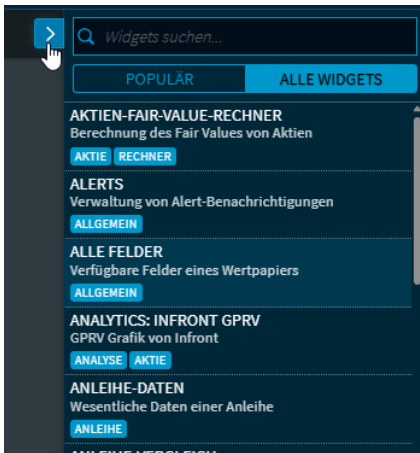 Widgets suchen...
POPULÄR ALLE WIDGETS
AKTIEN-FAIR-VALUE-RECHNER
Berechnung des Fair Values von Aktien
AKTIE RECHNER
ALERTS
Verwaltung von Alert-Benachrichtigungen
ALLGEMEIN
ALLE FELDER
Verfügbare Felder eines Wertpapiers
ALLGEMEIN
ANALYTICS: INFRONT GPRV
GPRV Grafik von Infront
ANALYSE AKTIE
ANLEIHE-DATEN
Wesentliche Daten einer Anleihe
ANLEIHE
ANLEIHE VERGLEICH